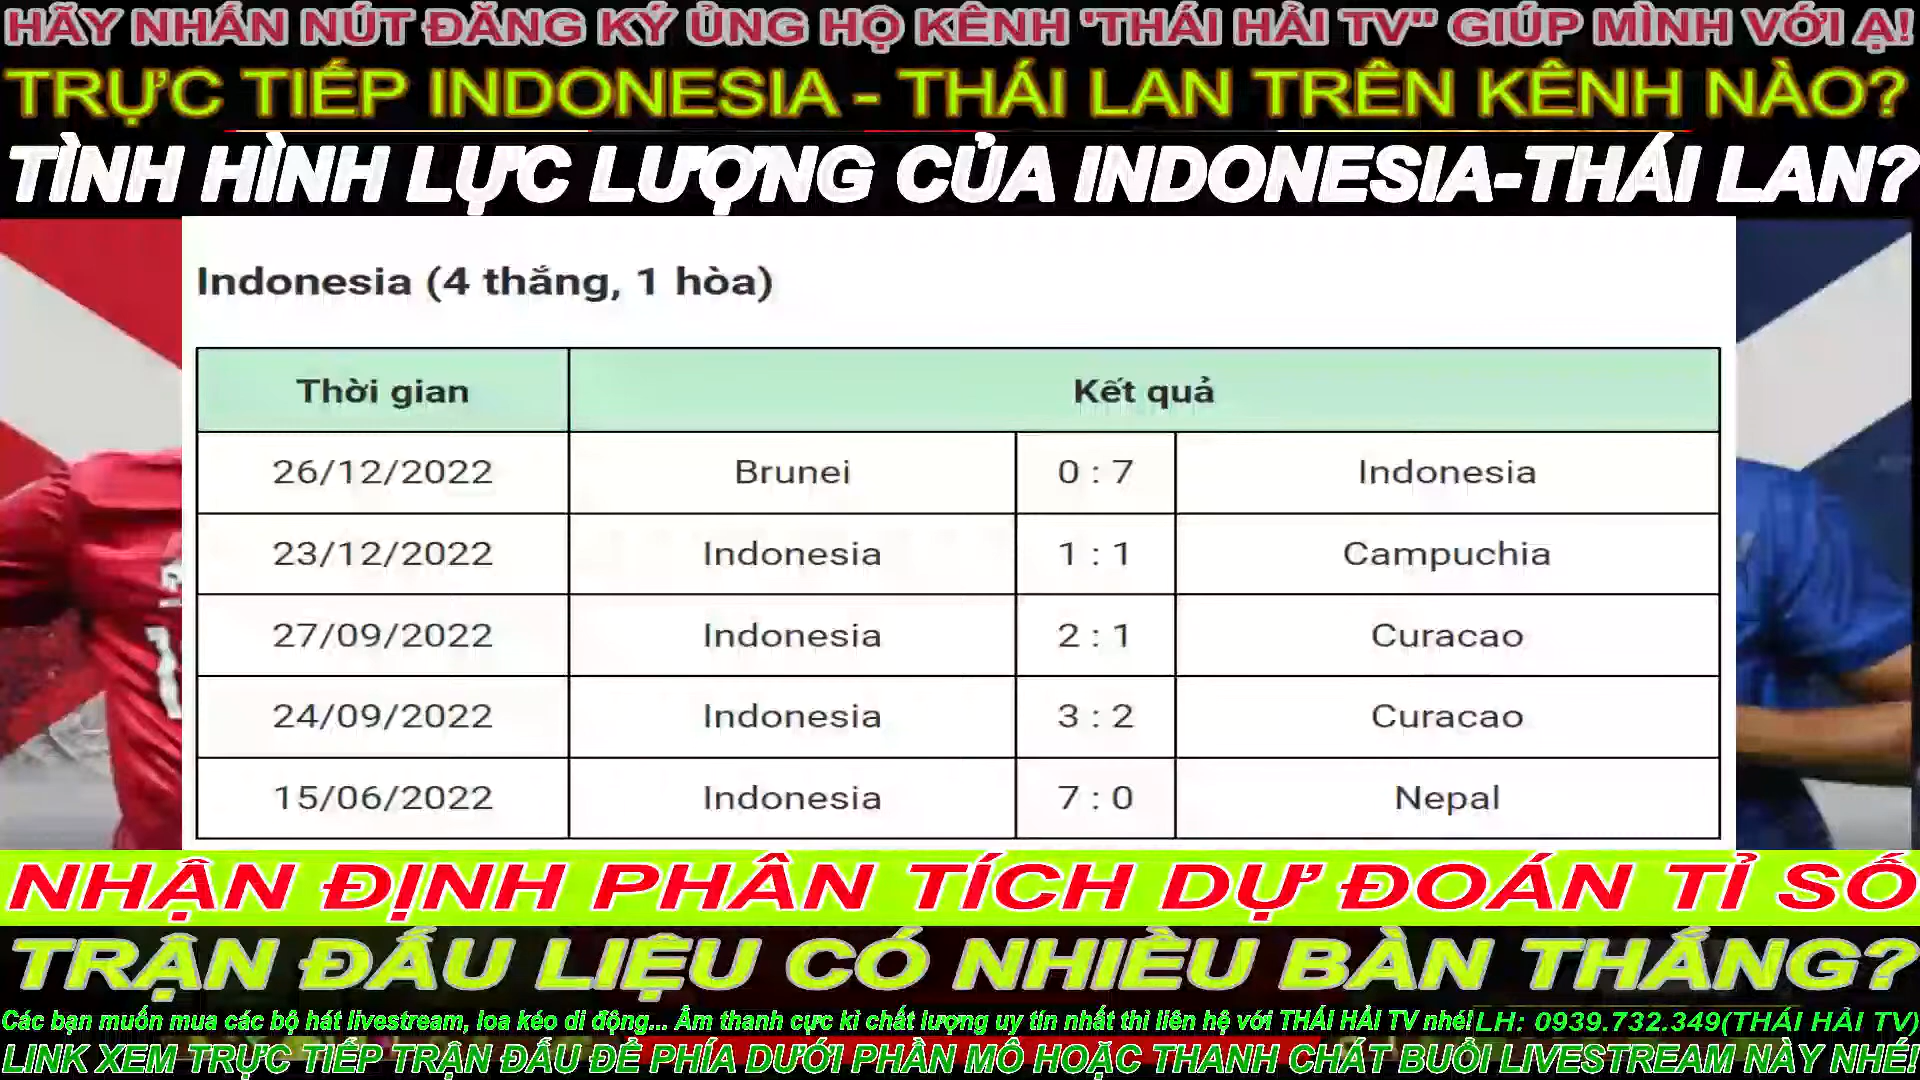 HÃY NHẤN NÚT ĐĂNG KÝ ỦNG HỘ KÊNH "THÁI HẢI TV" GIÚP MÌNH VỚI Ạ!
TRỰC TIẾP INDONESIA - THÁI LAN TRÊN KÊNH NÀO?
TÌNH HÌNH LỰC LƯỢNG CỦA INDONESIA-THÁI LAN?
Indonesia (4 thắng, 1 hòa)
Thời gian Kết quả
26/12/2022 Brunei 0 : 7 Indonesia
23/12/2022 Indonesia 1 : 1 Campuchia
27/09/2022 Indonesia 2 : 1 Curacao
24/09/2022 Indonesia 3 : 2 Curacao
15/06/2022 Indonesia 7 : 0 Nepal
NHẬN ĐỊNH PHÂN TÍCH DỰ ĐOÁN TỈ SỐ
TRẬN ĐẤU LIỆU CÓ NHIỀU BÀN THẮNG?
Các bạn muốn mua các bộ hát livestream, loa kéo di động... Âm thanh cực kì chất lượng uy tín nhất thì liên hệ với THÁI HẢI TV nhé! LH: 0939.732.349(THÁI HẢI TV)
LINK XEM TRỰC TIẾP TRẬN ĐẤU ĐỂ PHÍA DƯỚI PHẦN MÔ HOẶC THANH CHÁT BUỔI LIVESTREAM NÀY NHÉ!